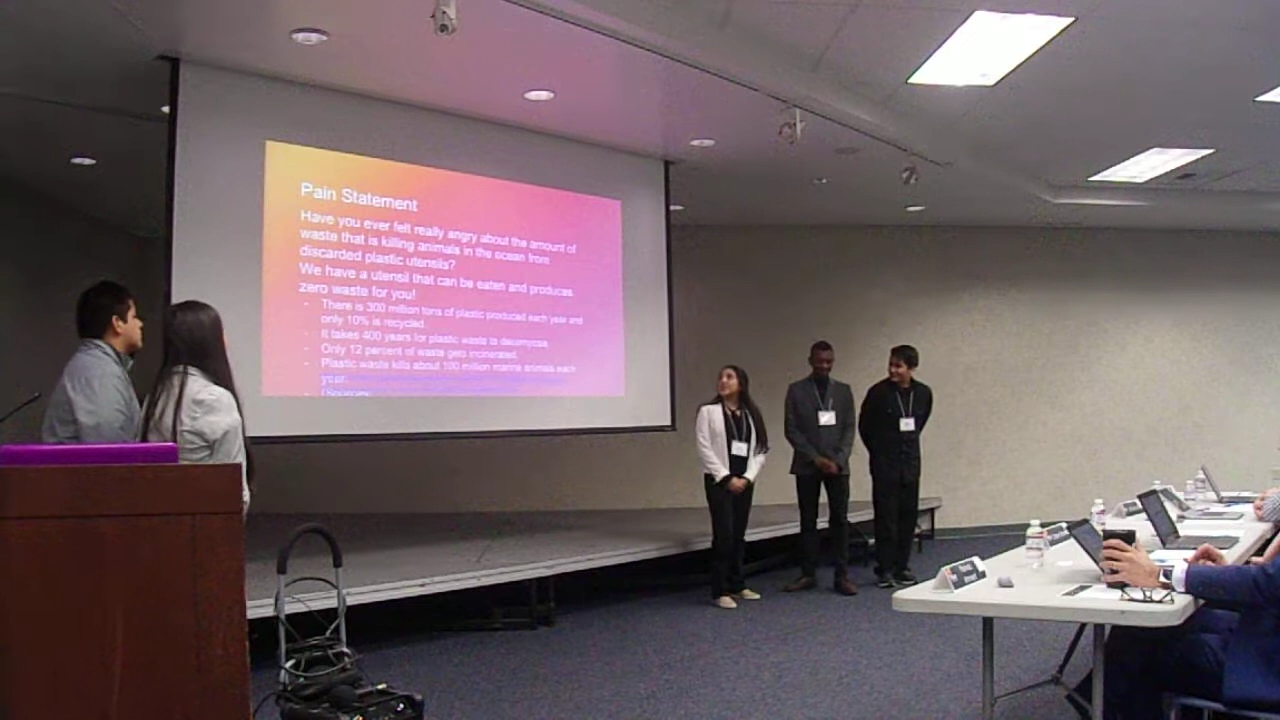 Pain Statement
Have you ever felt really angry about the amount of
waste that is killing animals in the ocean from
discarded plastic utensils?
We have a utensil that can be eaten and produces
zero waste for you!
- There is 300 million tons of plastic produced each year and
only 10% is recycled.
- It takes 400 years for plastic waste to decompose.
- Only 12 percent of waste gets incinerated.
- Plastic waste kills about 100 million marine animals each
year.